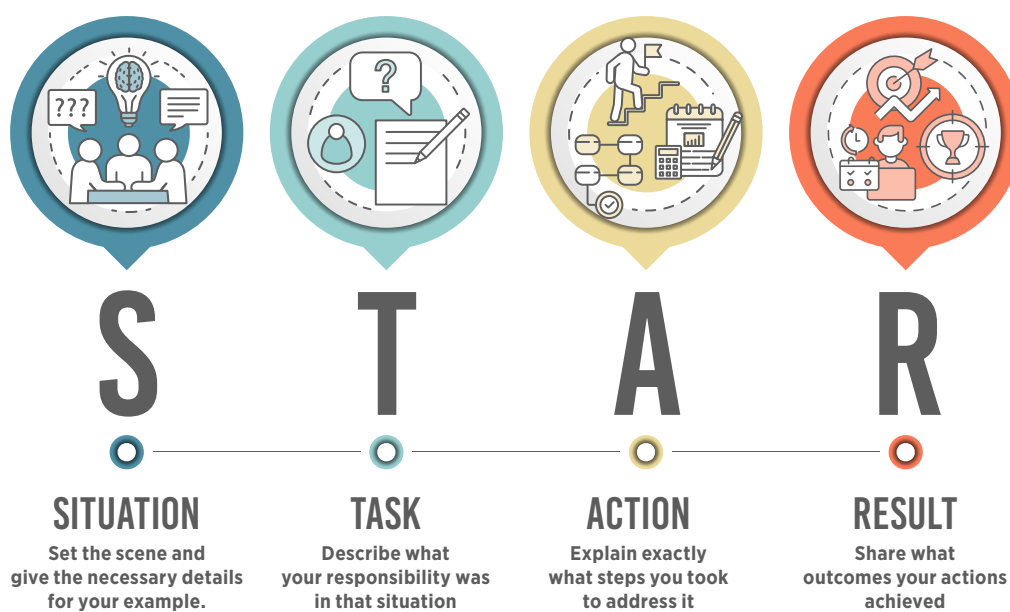 ???
?
S
T
A
R
SITUATION
Set the scene and
give the necessary details
for your example.
TASK
Describe what
your responsibility was
in that situation
ACTION
Explain exactly
what steps you took
to address it
RESULT
Share what
outcomes your actions
achieved